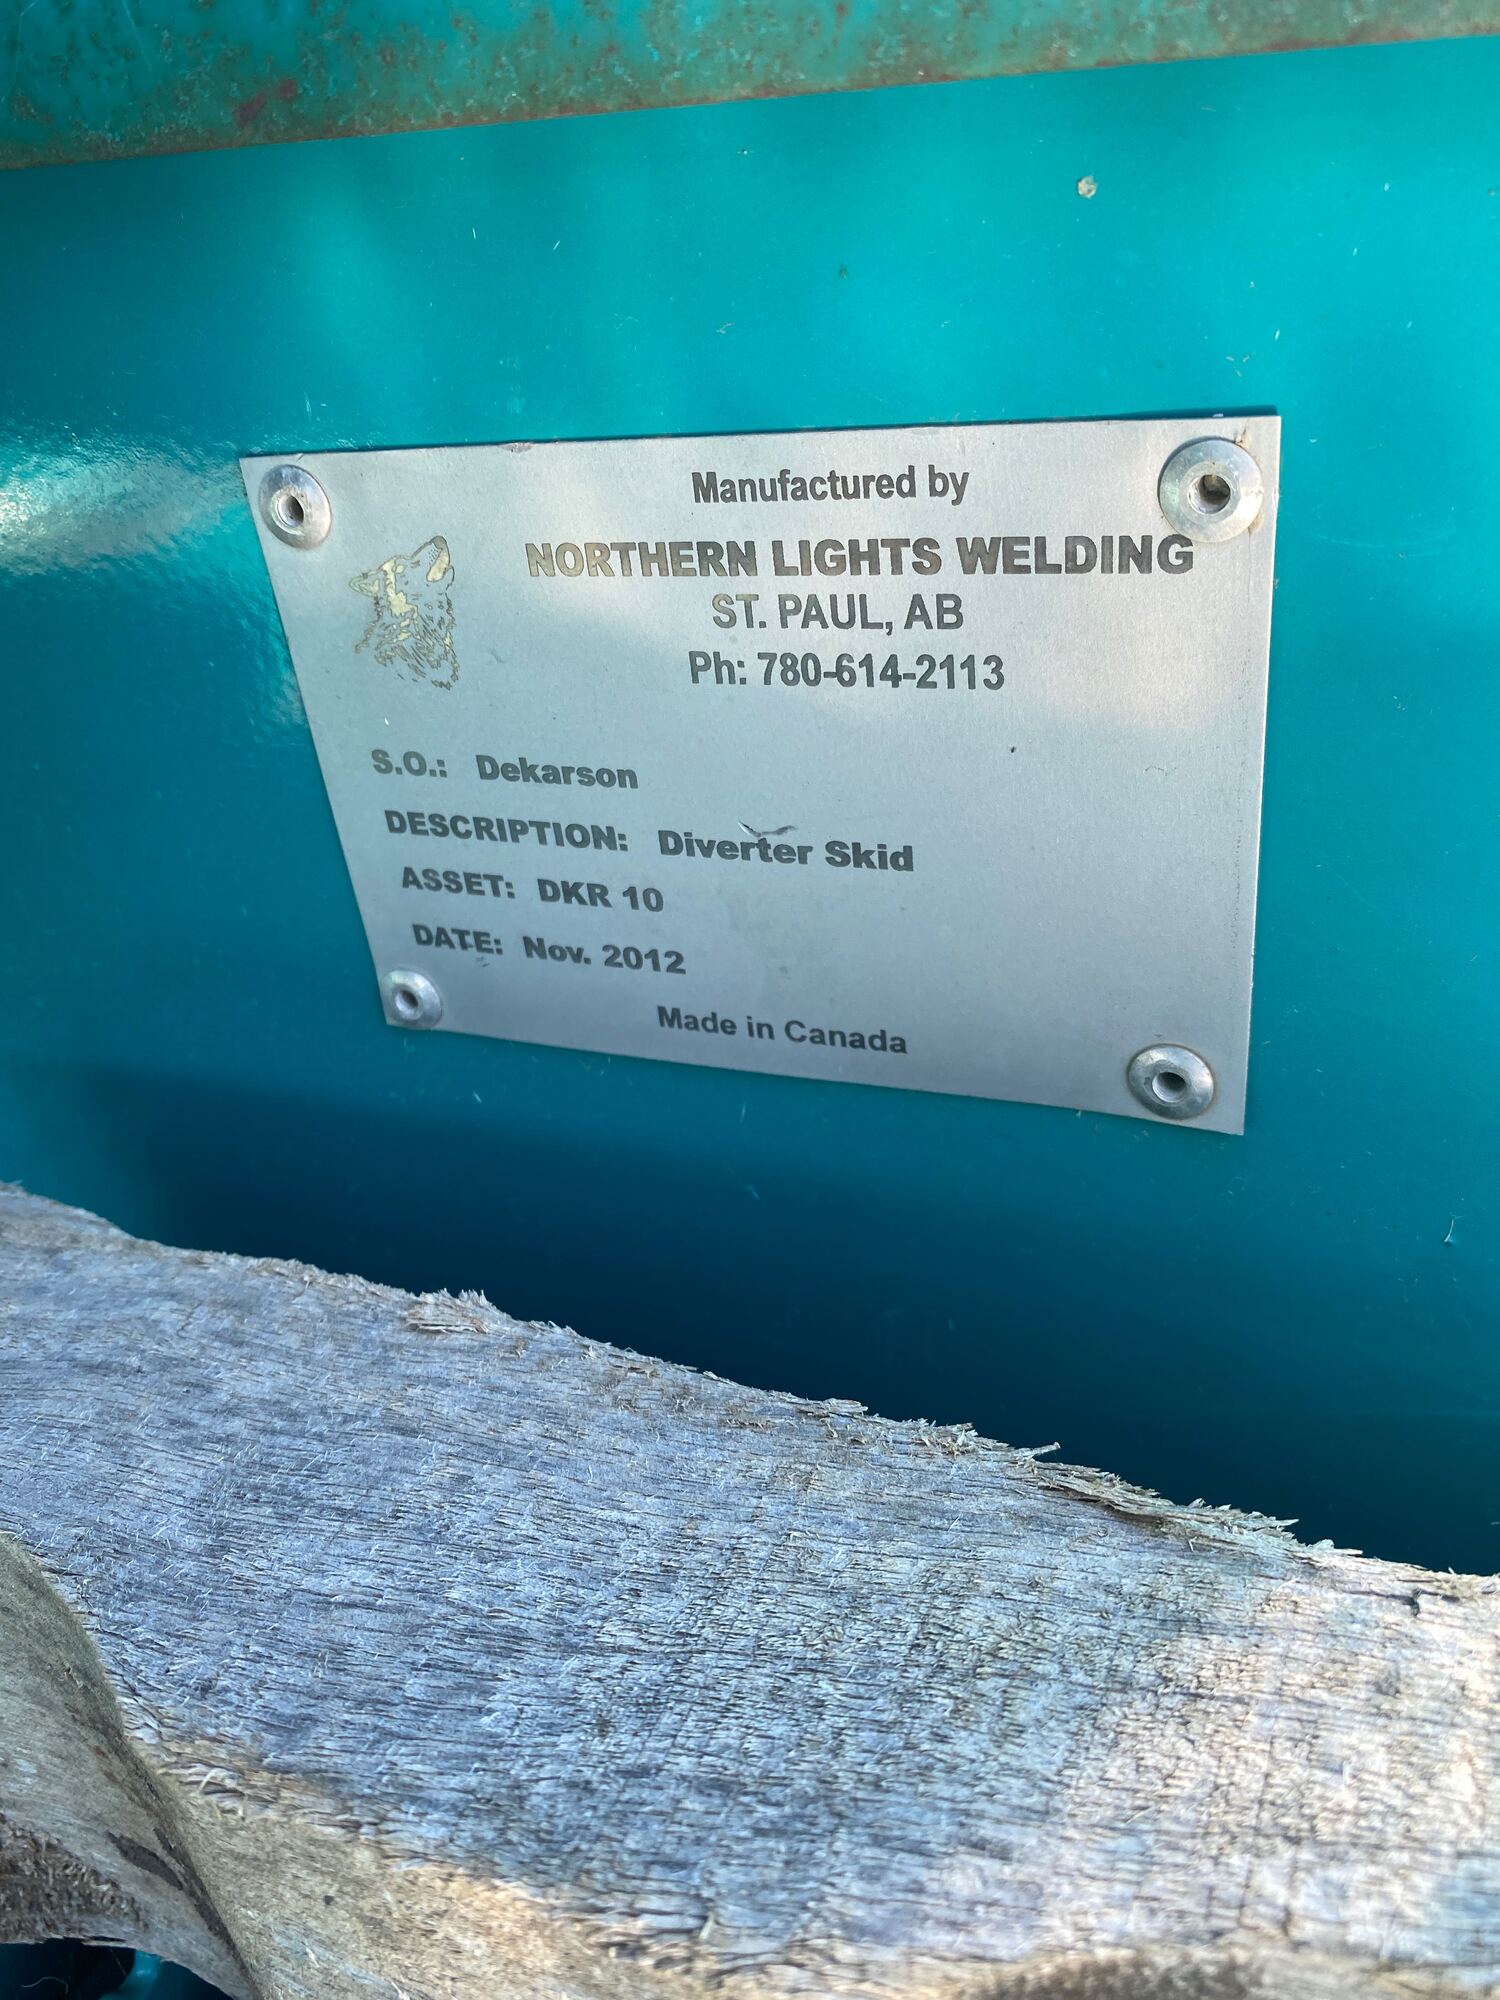 Manufactured by
NORTHERN LIGHTS WELDING
ST. PAUL, AB
Ph: 780-614-2113
S.O.: Dekarson
DESCRIPTION: Diverter Skid
ASSET: DKR 10
DATE: Nov. 2012
Made in Canada